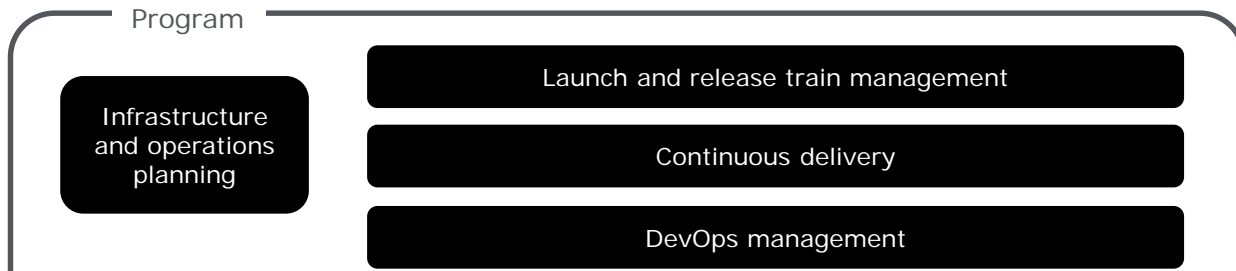 Program
Infrastructure
and operations
planning
Launch and release train management
Continuous delivery
DevOps management